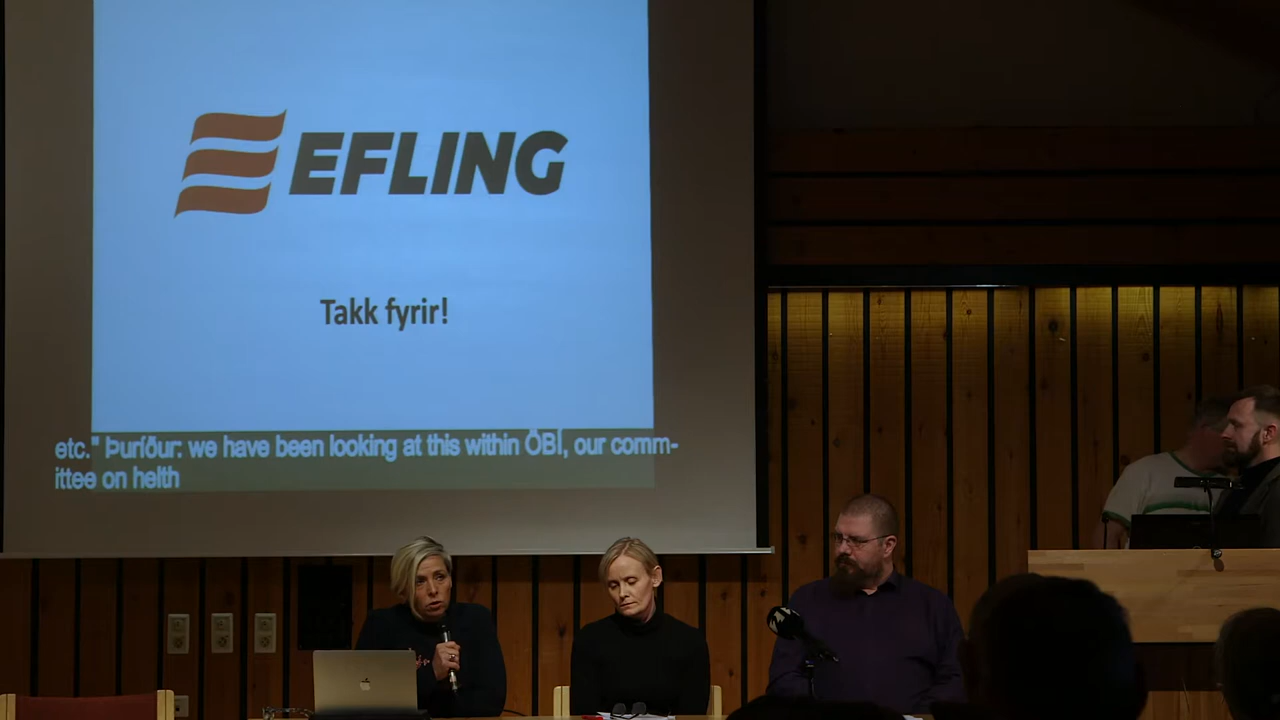 EFLING
Takk fyrir!
etc." Þuríður: we have been looking at this within ÖBÍ, our comm-
ittee on helth